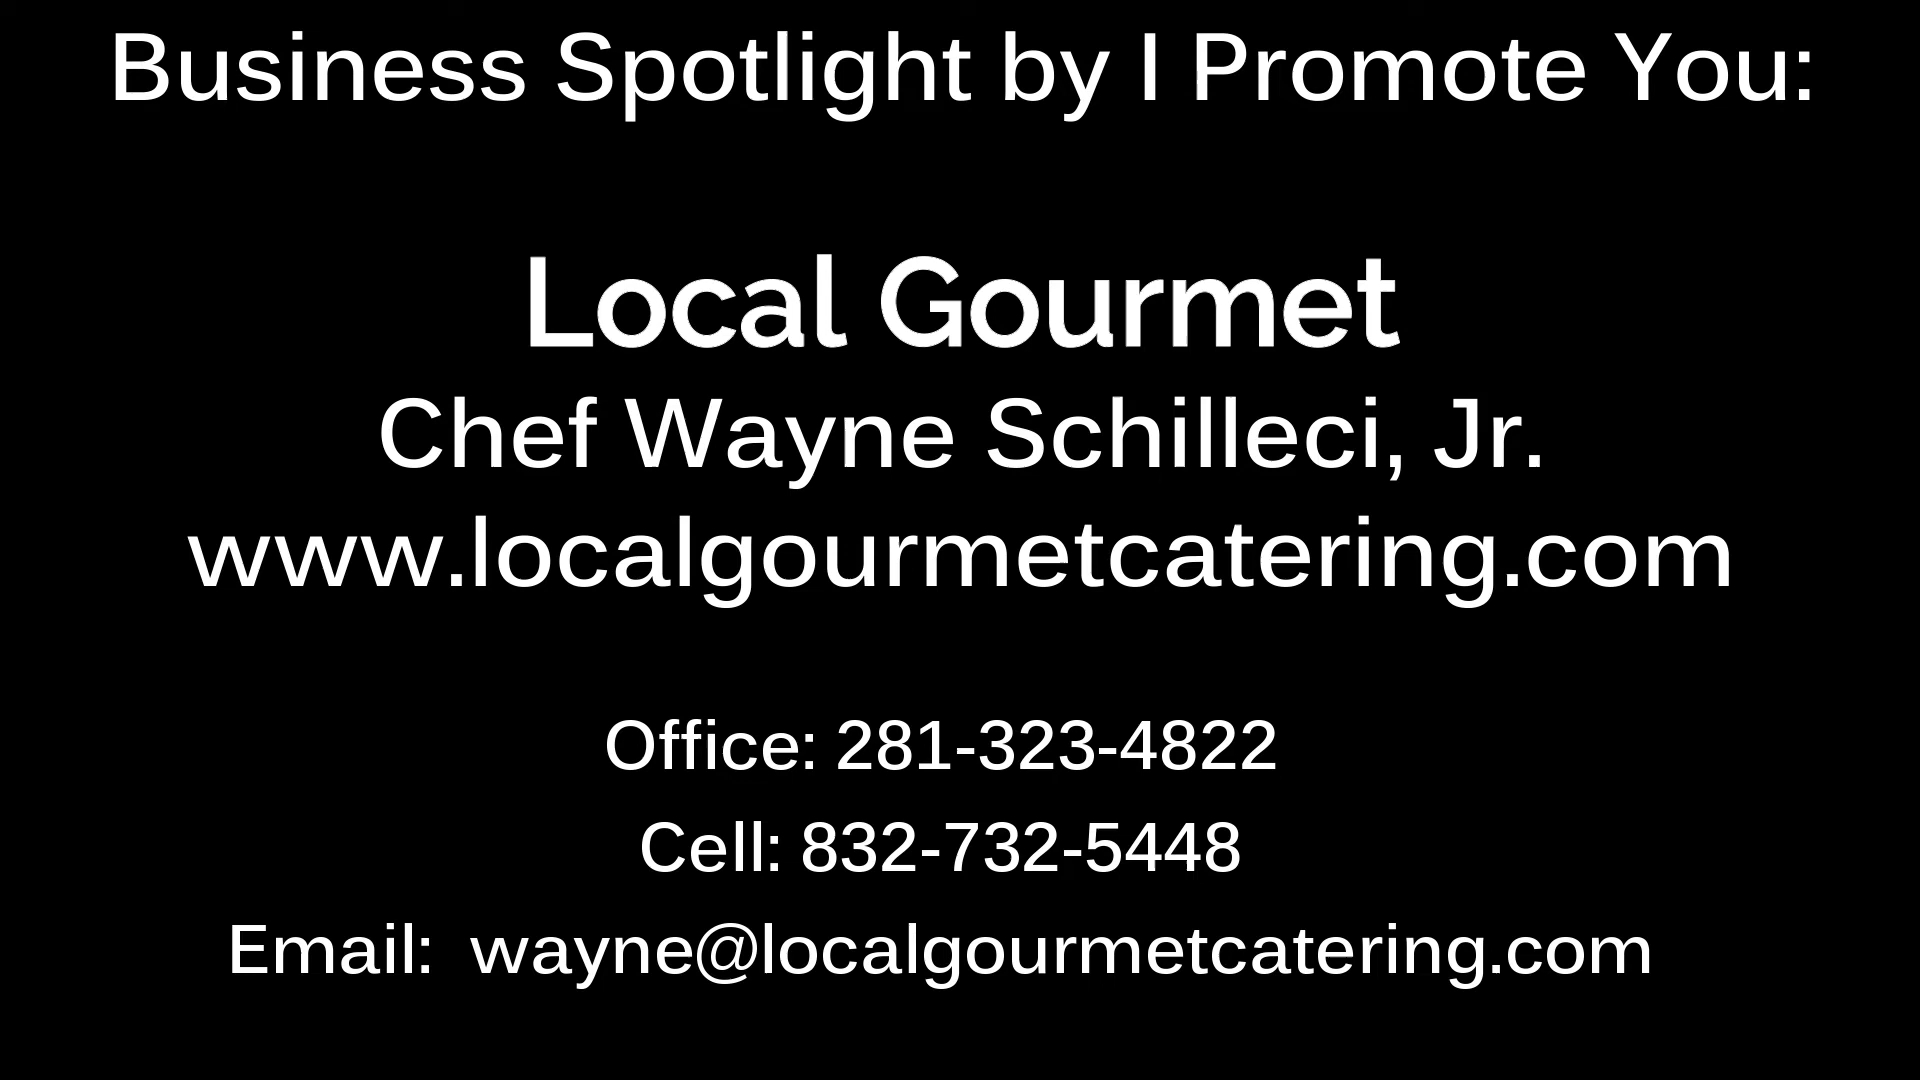 Business Spotlight by I Promote You:
Local Gourmet
Chef Wayne Schilleci, Jr.
www.localgourmetcatering.com
Office: 281-323-4822
Cell: 832-732-5448
Email:  wayne@localgourmetcatering.com